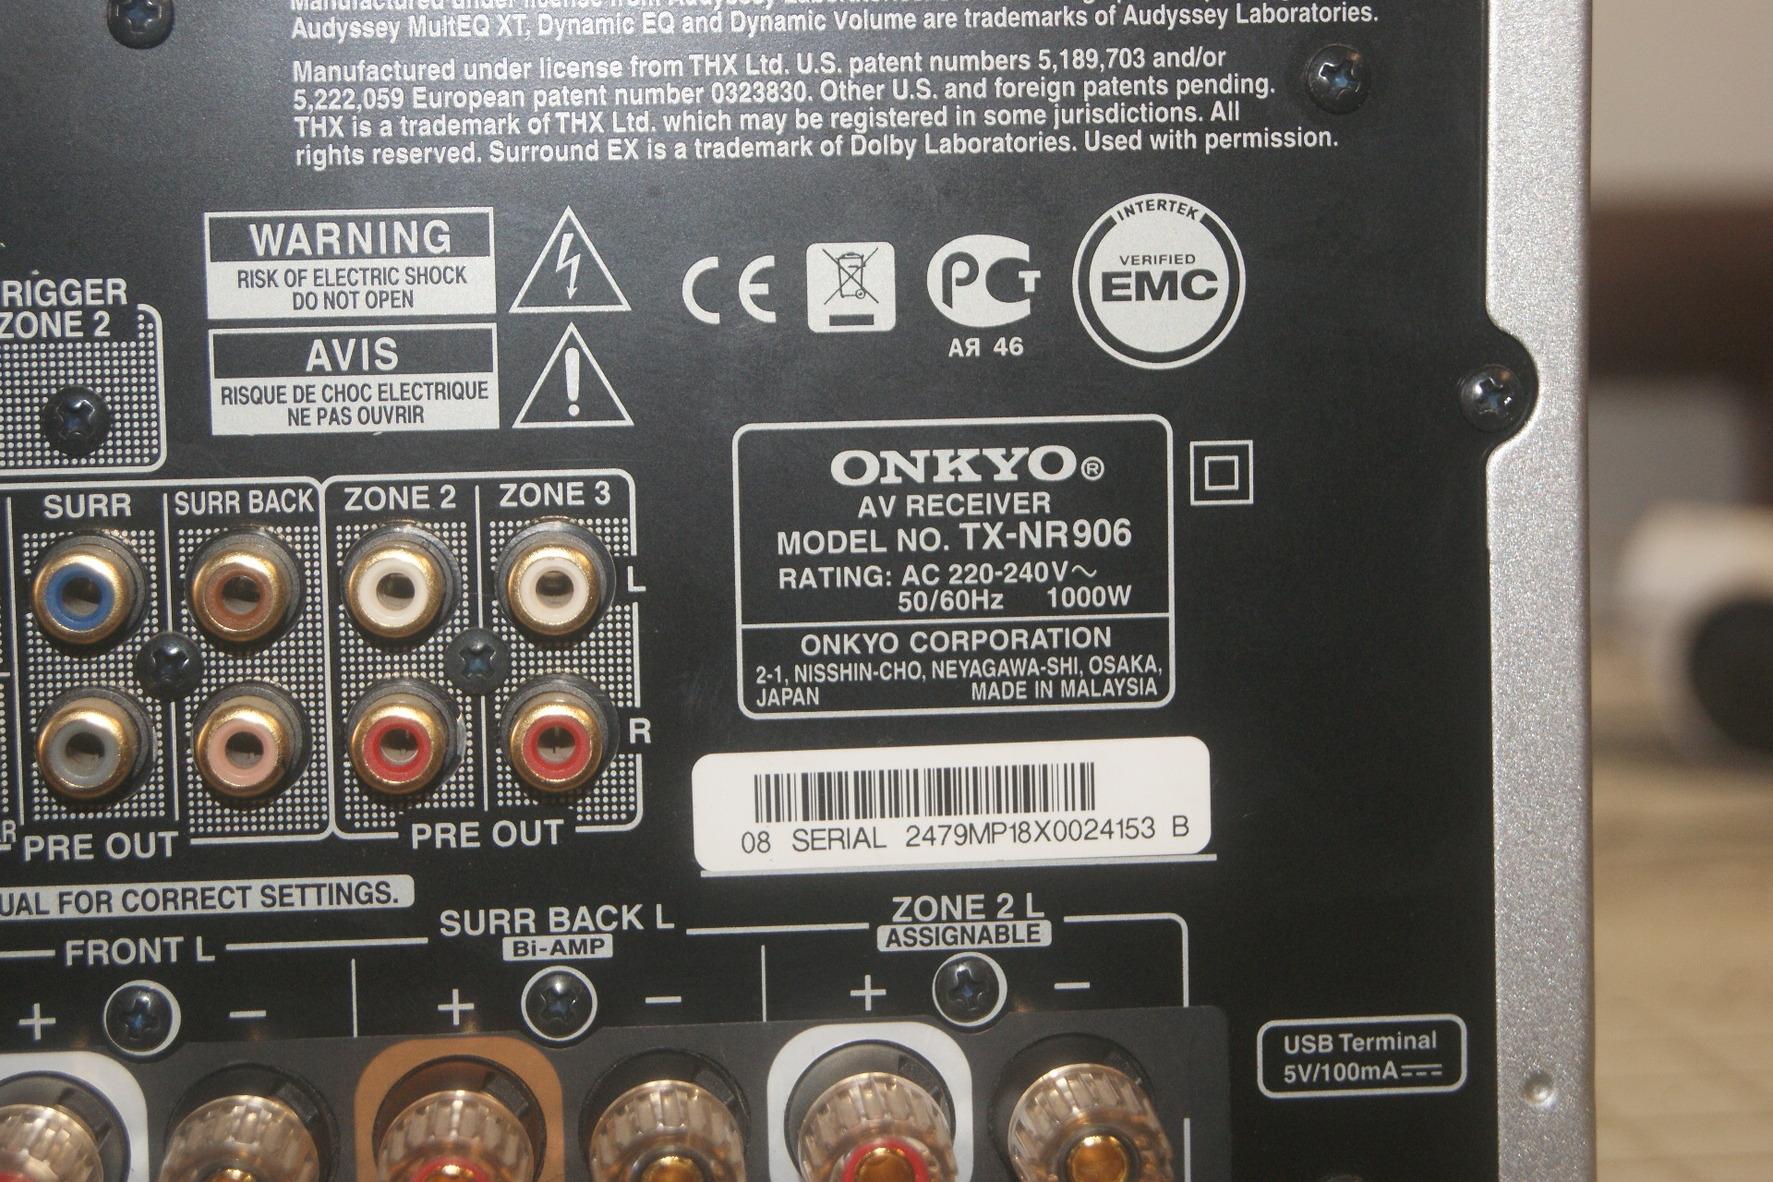 Manufactured under license from Audyssey
Audyssey MultEQ XT, Dynamic EQ and Dynamic Volume are trademarks of Audyssey Laboratories.
Manufactured under license from THX Ltd. U.S. patent numbers 5,189,703 and/or
5,222,059 European patent number 0323830. Other U.S. and foreign patents pending.
THX is a trademark of THX Ltd. which may be registered in some jurisdictions. All
rights reserved. Surround EX is a trademark of Dolby Laboratories. Used with permission.
WARNING
RISK OF ELECTRIC SHOCK
DO NOT OPEN
AVIS
RISQUE DE CHOC ELECTRIQUE
NE PAS OUVRIR
CE
РСТ
АЯ 46
INTERTEK
VERIFIED
EMC
RIGGER
ZONE 2
SURR
SURR BACK
ZONE 2
ZONE 3
L
R
PRE OUT
PRE OUT
ONKYO®
AV RECEIVER
MODEL NO. TX-NR906
RATING: AC 220-240V~
50/60Hz 1000W
ONKYO CORPORATION
2-1, NISSHIN-CHO, NEYAGAWA-SHI, OSAKA,
JAPAN MADE IN MALAYSIA
08 SERIAL 2479MP18X0024153 B
UAL FOR CORRECT SETTINGS.
FRONT L
SURR BACK L
Bi-AMP
ZONE 2 L
ASSIGNABLE
+ − + − + −
USB Terminal
5V/100mA